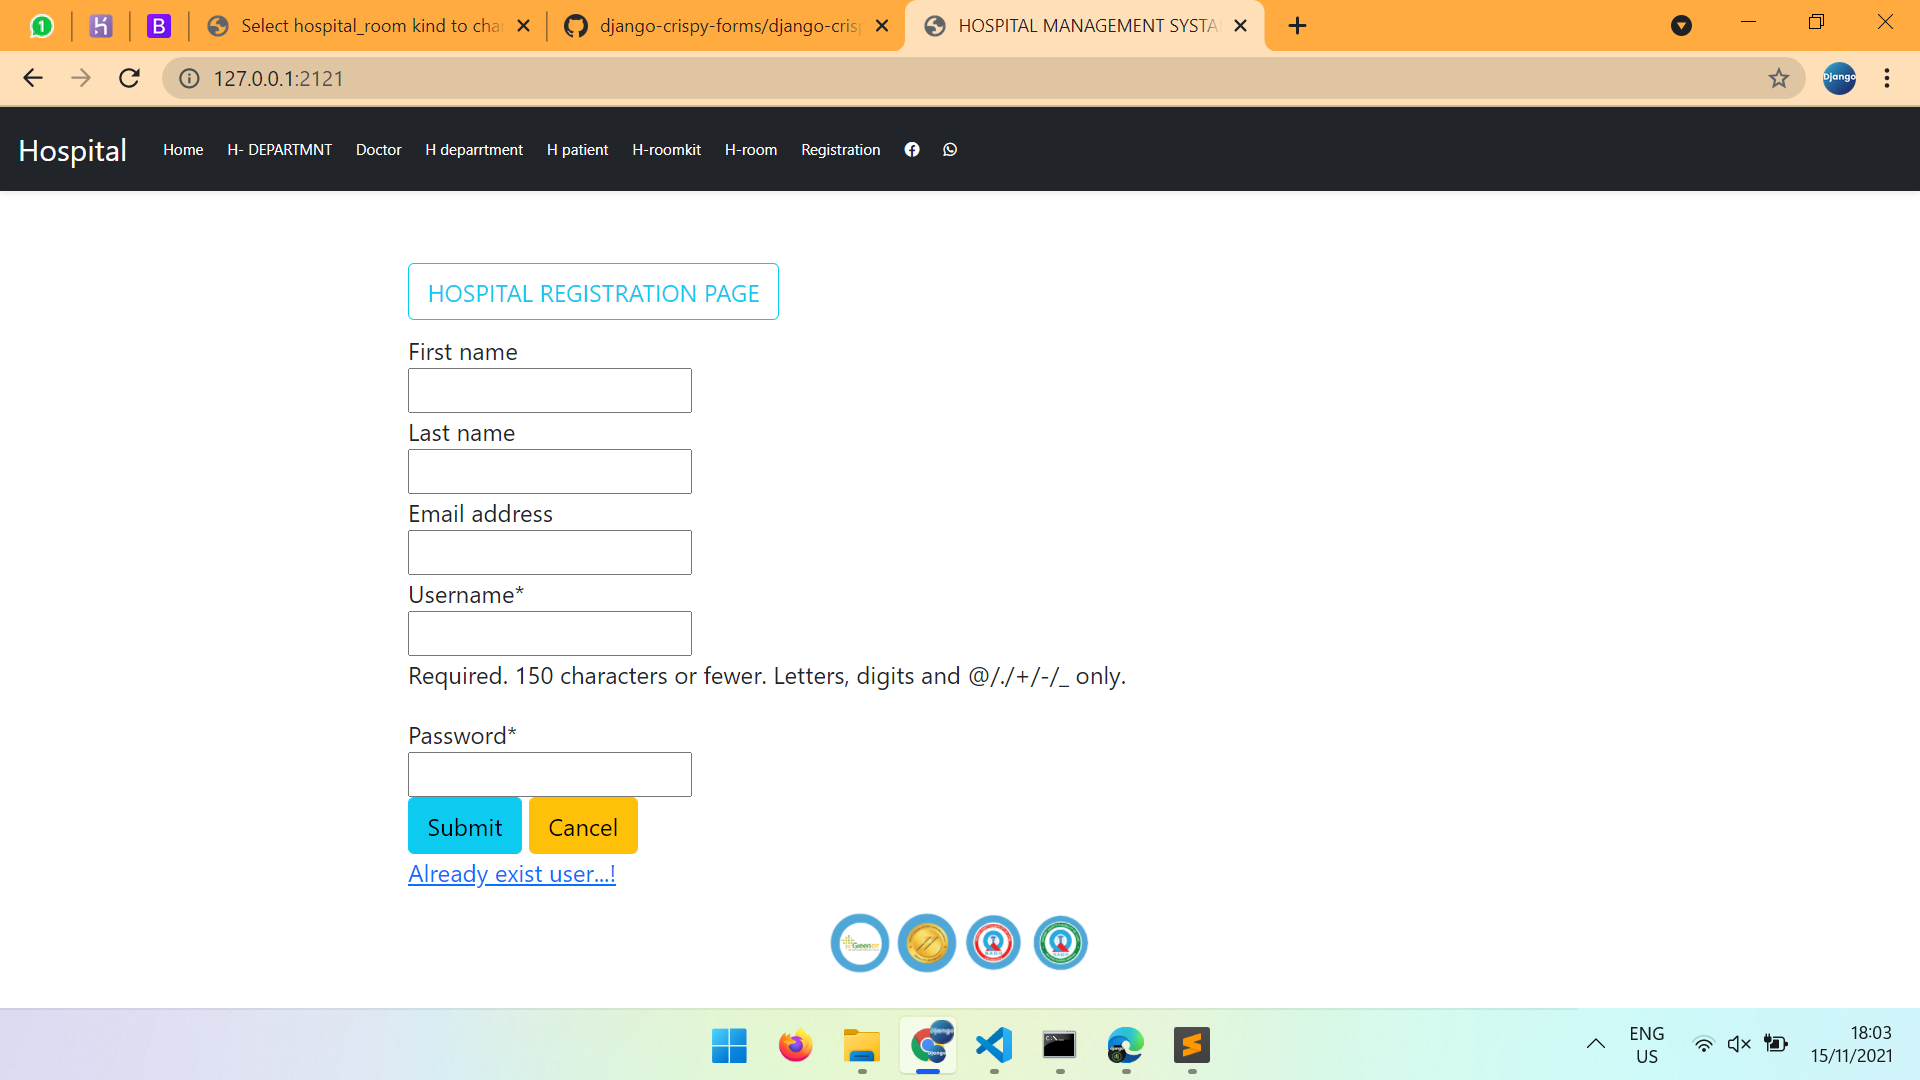 Select hospital_room kind to cha
django-crispy-forms/django-cris
HOSPITAL MANAGEMENT SYSTA
127.0.0.1:2121
Django
Hospital
Home
H- DEPARTMNT
Doctor
H deparrtment
H patient
H-roomkit
H-room
Registration
HOSPITAL REGISTRATION PAGE
First name
Last name
Email address
Username*
Required. 150 characters or fewer. Letters, digits and @/./+/-/_ only.
Password*
Submit
Cancel
Already exist user...!
ENG
US
18:03
15/11/2021